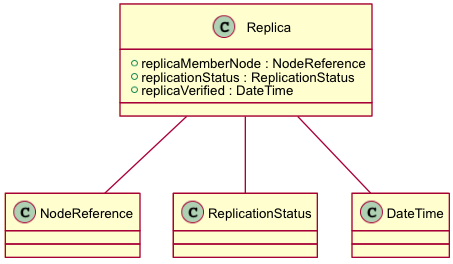 C Replica
replicaMemberNode : NodeReference
replicationStatus : ReplicationStatus
replicaVerified : DateTime
C NodeReference C ReplicationStatus C DateTime